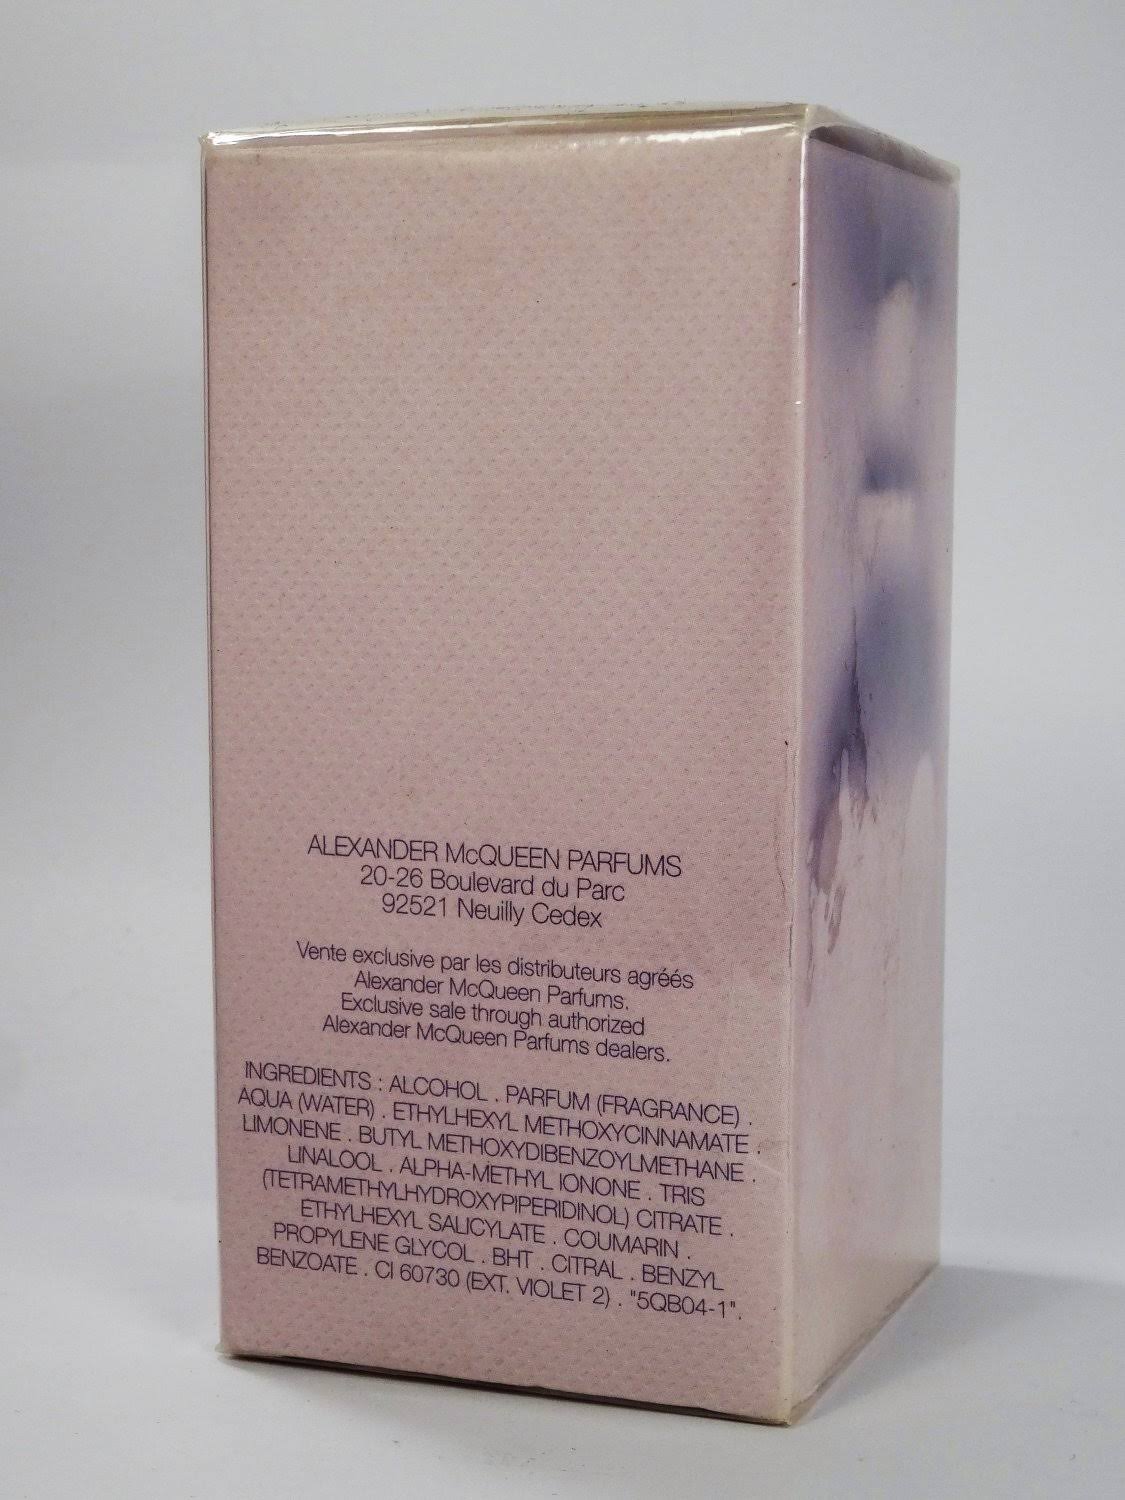 ALEXANDER McQUEEN PARFUMS
20-26 Boulevard du Parc
92521 Neuilly Cedex
Vente exclusive par les distributeurs agréés
Alexander McQueen Parfums.
Exclusive sale through authorized
Alexander McQueen Parfums dealers.
INGREDIENTS : ALCOHOL . PARFUM (FRAGRANCE) .
AQUA (WATER) . ETHYLHEXYL METHOXYCINNAMATE .
LIMONENE . BUTYL METHOXYDIBENZOYLMETHANE .
LINALOOL . ALPHA-METHYL IONONE . TRIS
(TETRAMETHYLHYDROXYPIPERIDINOL) CITRATE .
ETHYLHEXYL SALICYLATE . COUMARIN .
PROPYLENE GLYCOL . BHT . CITRAL . BENZYL
BENZOATE . CI 60730 (EXT. VIOLET 2) . "5QB04-1".